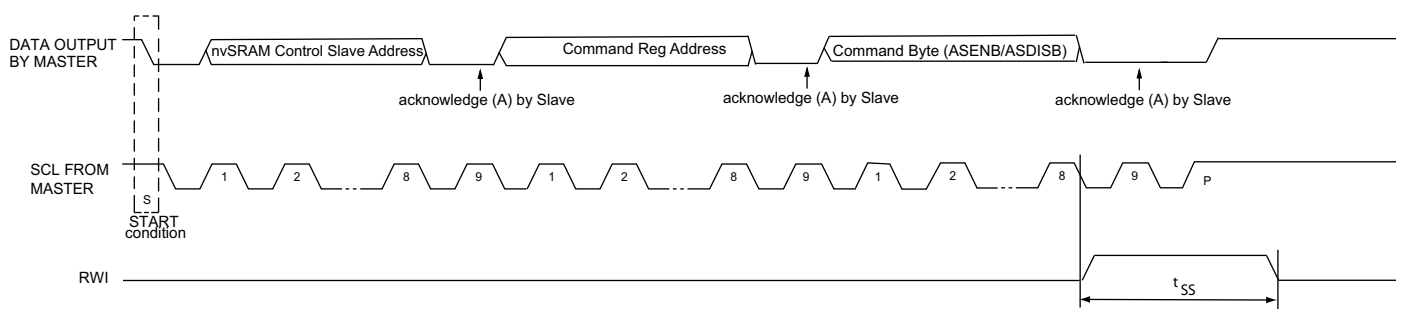 DATA OUTPUT
BY MASTER
nvSRAM Control Slave Address
Command Reg Address
Command Byte (ASENB/ASDISB)
acknowledge (A) by Slave
acknowledge (A) by Slave
acknowledge (A) by Slave
SCL FROM
MASTER
S
1
2
8
9
1
2
8
9
1
2
8
9
P
START
condition
RWI
tSS